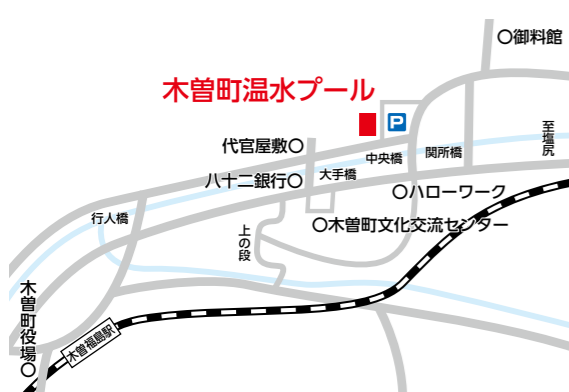 御料館
木曽町温水プール
P
代官屋敷
中央橋
関所橋
至塩尻
八十二銀行
大手橋
ハローワーク
行人橋
上の段
木曽町文化交流センター
木曽町役場
木曽福島駅